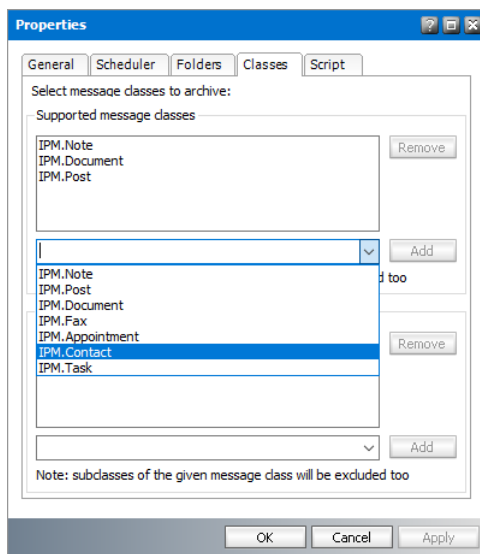 Properties
General
Scheduler
Folders
Classes
Script
Select message classes to archive:
Supported message classes
IPM.Note
IPM.Document
IPM.Post
Remove
Add
IPM.Note
IPM.Post
IPM.Document
IPM.Fax
IPM.Appointment
IPM.Contact
IPM.Task
too
Remove
Add
Note: subclasses of the given message class will be excluded too
OK
Cancel
Apply